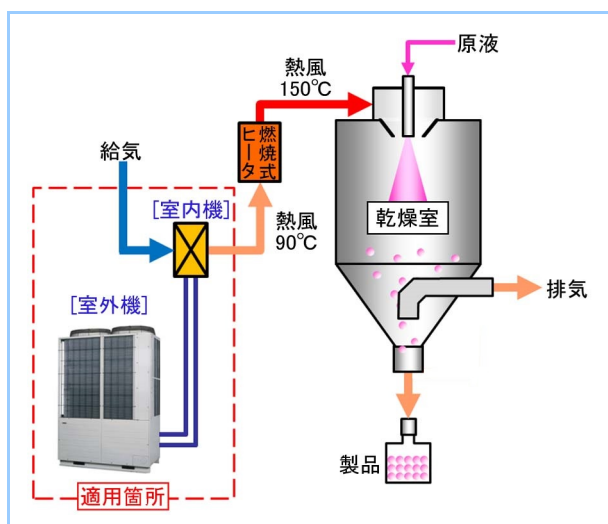 原液
熱風
150℃
燃焼式
ヒータ
給気
[室内機]
熱風
90℃
乾燥室
[室外機]
排気
製品
適用箇所